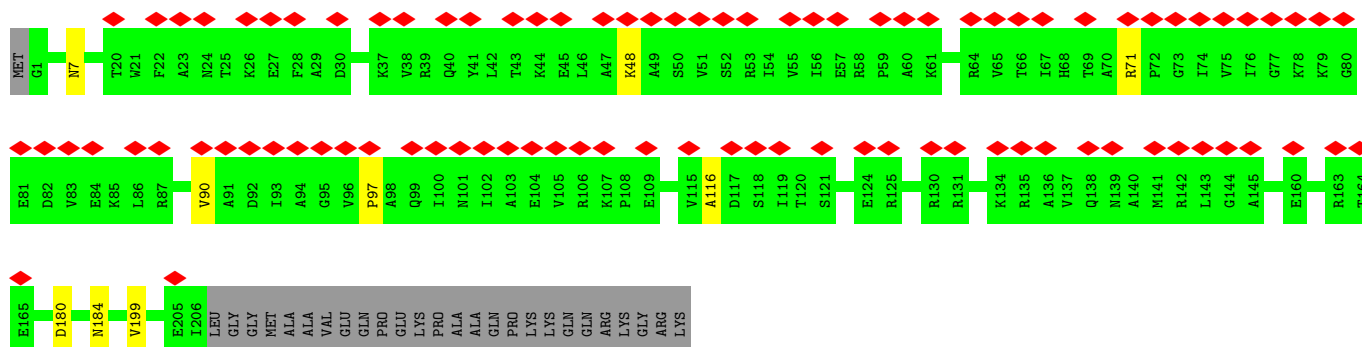 MET G1 N7 T20 W21 F22 A23 N24 T25 K26 E27 F28 A29 D30 K37 V38 R39 Q40 Y41 L42 T43 K44 E45 L46 A47 K48 A49 S50 V51 S52 R53 I54 V55 I56 E57 R58 P59 A60 K61 R64 V65 T66 I67 H68 T69 A70 R71 P72 G73 I74 V75 I76 G77 K78 K79 G80
E81 D82 V83 E84 K85 L86 R87 V90 A91 D92 I93 A94 G95 V96 P97 A98 Q99 I100 N101 I102 A103 E104 V105 R106 K107 P108 E109 V115 A116 D117 S118 I119 T120 S121 E124 R125 R130 R131 K134 R135 A136 V137 Q138 N139 A140 M141 R142 L143 G144 A145 E160 R163 T164
E165 D180 N184 V199 E205 I206 LEU GLY GLY MET ALA ALA VAL GLU GLN PRO GLU LYS PRO ALA ALA GLN PRO LYS LYS GLN GLN ARG LYS GLY ARG LYS